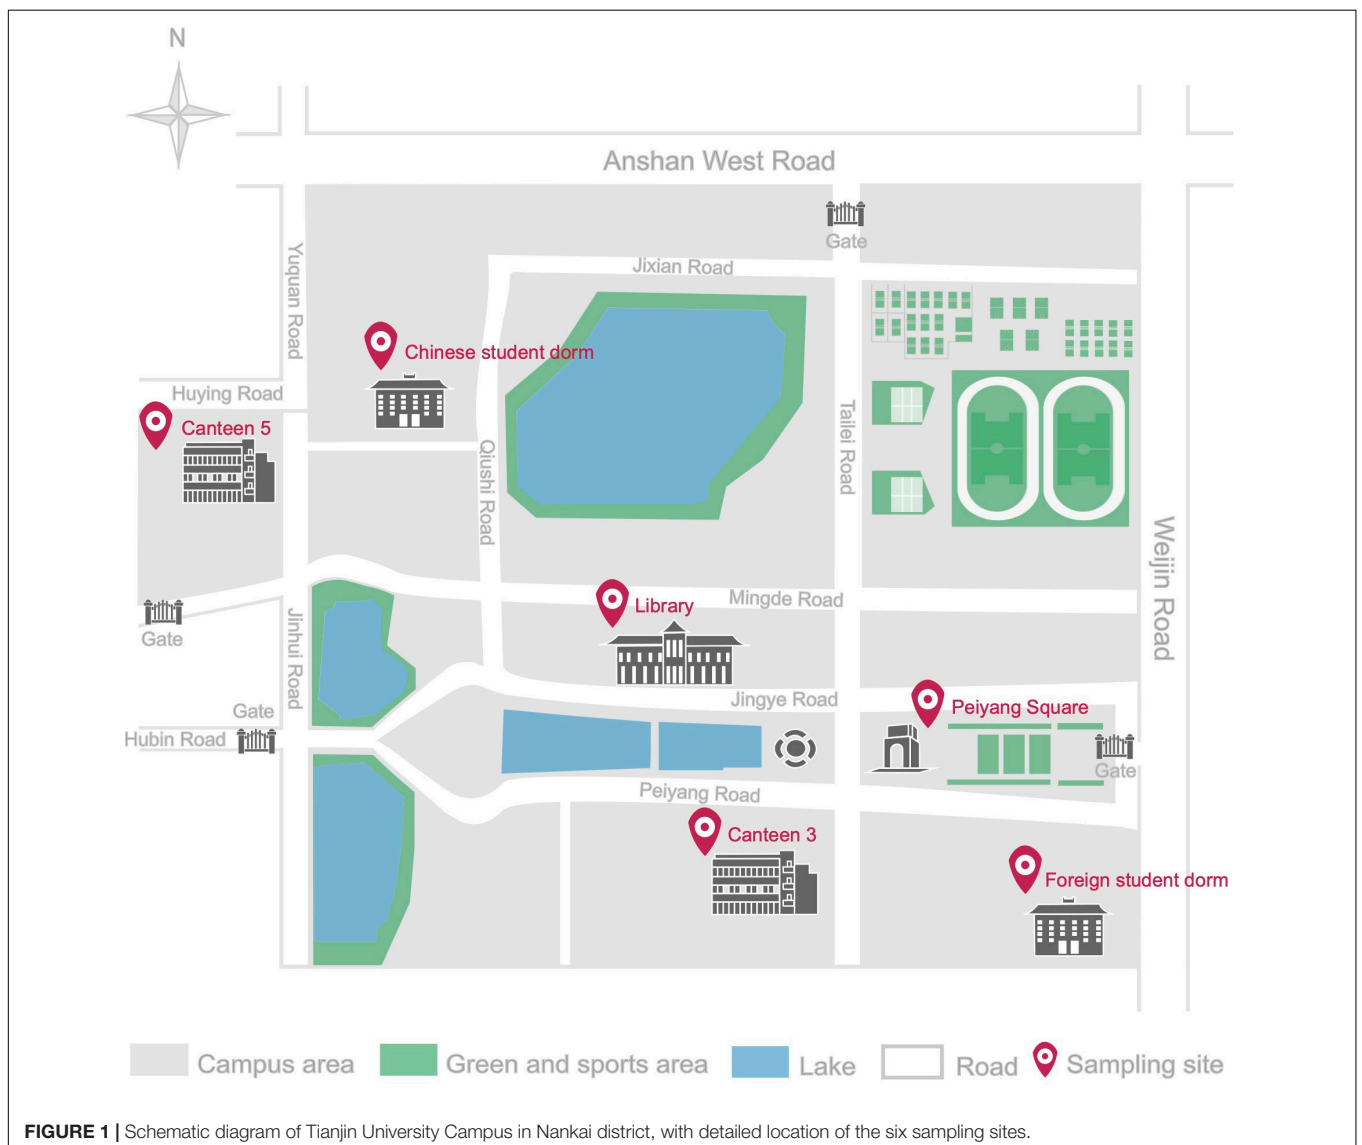 N
Anshan West Road
Gate
Jixian Road
Yuquan Road
Chinese student dorm
Huying Road
Canteen 5
Qiushi Road
Tailei Road
Weijin Road
Library
Mingde Road
Gate
Jinhui Road
Jingye Road
Peiyang Square
Gate
Hubin Road
Gate
Peiyang Road
Canteen 3
Foreign student dorm
Campus area
Green and sports area
Lake
Road
Sampling site
FIGURE 1 | Schematic diagram of Tianjin University Campus in Nankai district, with detailed location of the six sampling sites.